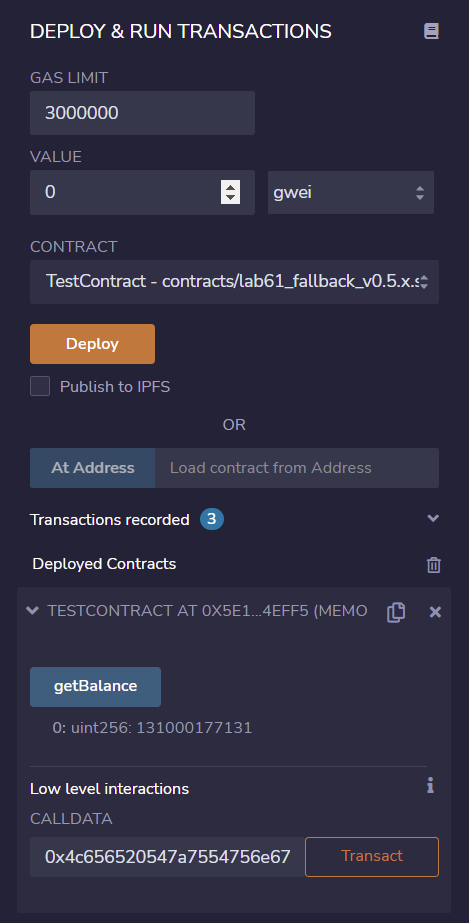 DEPLOY & RUN TRANSACTIONS
GAS LIMIT
3000000
VALUE
0 gwei
CONTRACT
TestContract - contracts/lab61_fallback_v0.5.x.s
Deploy
Publish to IPFS
OR
At Address Load contract from Address
Transactions recorded 3
Deployed Contracts
TESTCONTRACT AT 0X5E1...4EFF5 (MEMO
getBalance
0: uint256: 131000177131
Low level interactions
CALLDATA
0x4c656520547a7554756e67 Transact